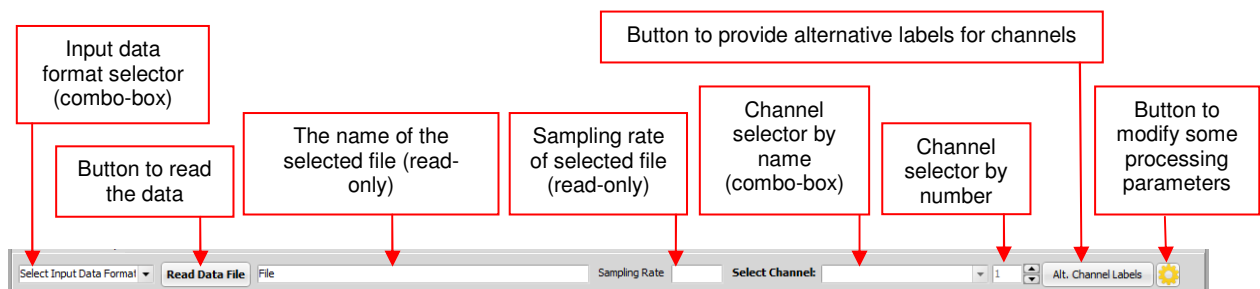 Input data
format selector
(combo-box)
Button to read
the data
The name of the
selected file (read-
only)
Sampling rate
of selected file
(read-only)
Button to provide alternative labels for channels
Channel
selector by
name
(combo-box)
Channel
selector by
number
Button to
modify some
processing
parameters
Select Input Data Format Read Data File File Sampling Rate Select Channel: 1 Alt. Channel Labels